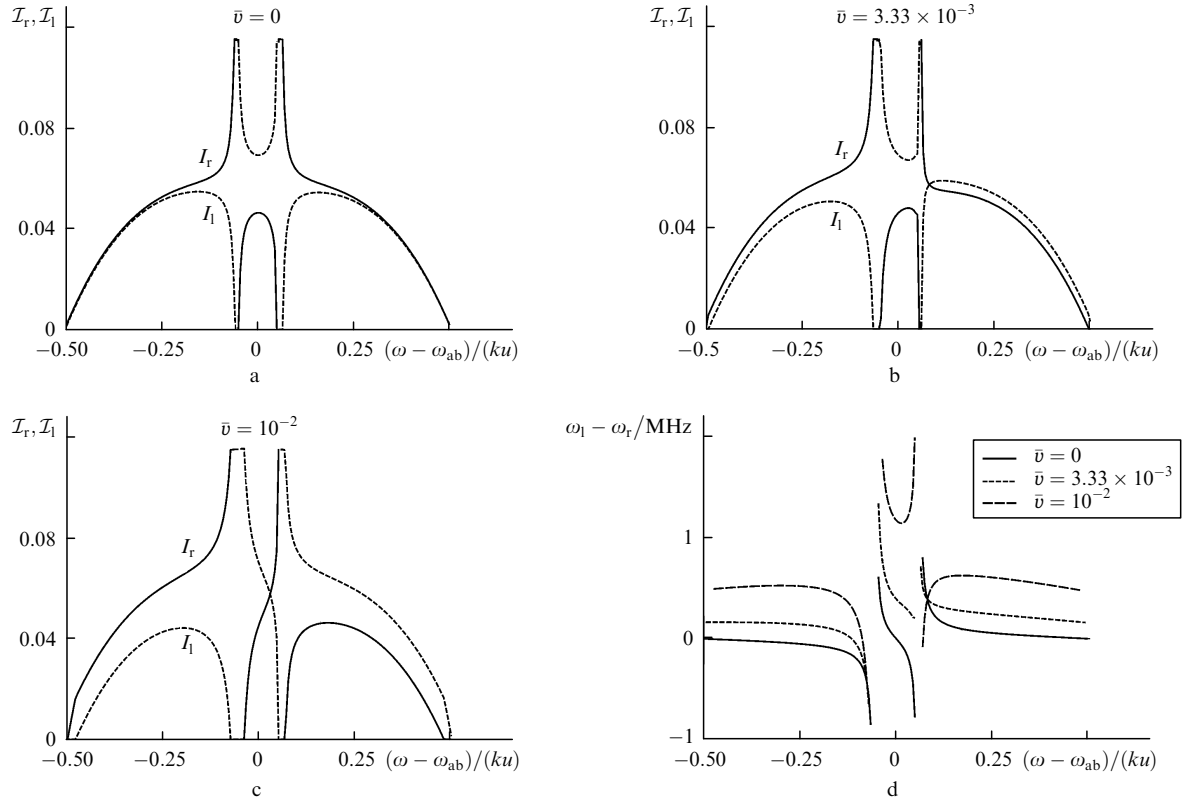 𝓘r, 𝓘l
v̄ = 0
0.08
0.04
0
Ir
Il
−0.50
−0.25
0
0.25
(ω − ωab)/(ku)
a
𝓘r, 𝓘l
v̄ = 3.33 × 10⁻³
0.08
0.04
0
Ir
Il
−0.50
−0.25
0
0.25
(ω − ωab)/(ku)
b
𝓘r, 𝓘l
v̄ = 10⁻²
0.08
0.04
0
Ir
Il
−0.50
−0.25
0
0.25
(ω − ωab)/(ku)
c
ωl − ωr/MHz
v̄ = 0
v̄ = 3.33 × 10⁻³
v̄ = 10⁻²
1
0
−1
−0.50
−0.25
0
0.25
(ω − ωab)/(ku)
d